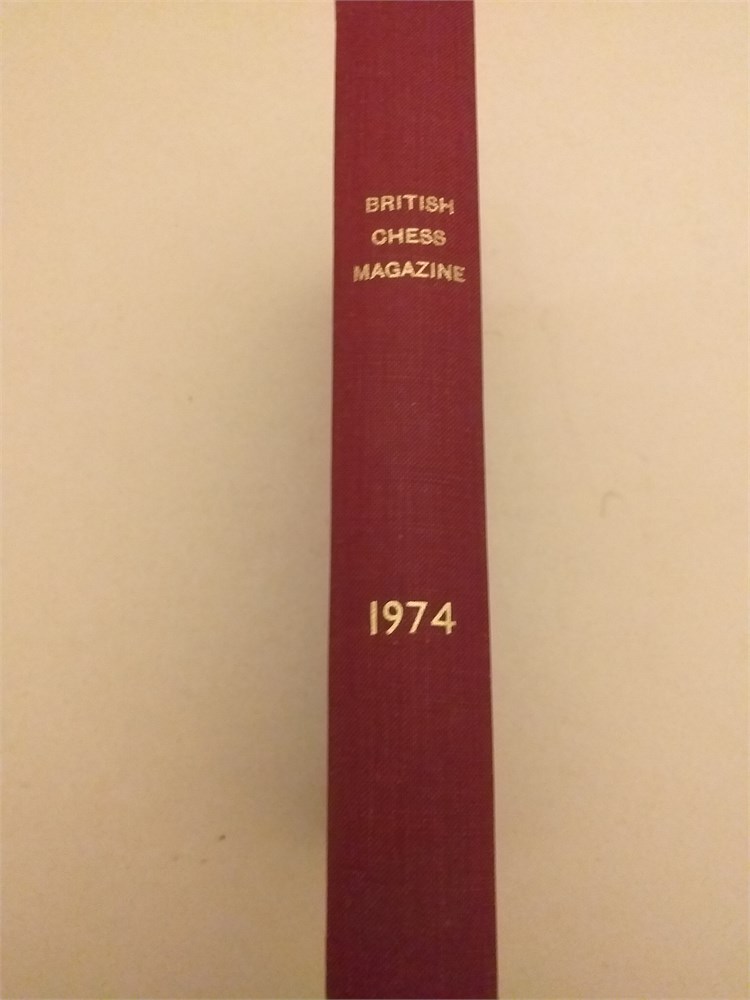 BRITISH
CHESS
MAGAZINE
1974